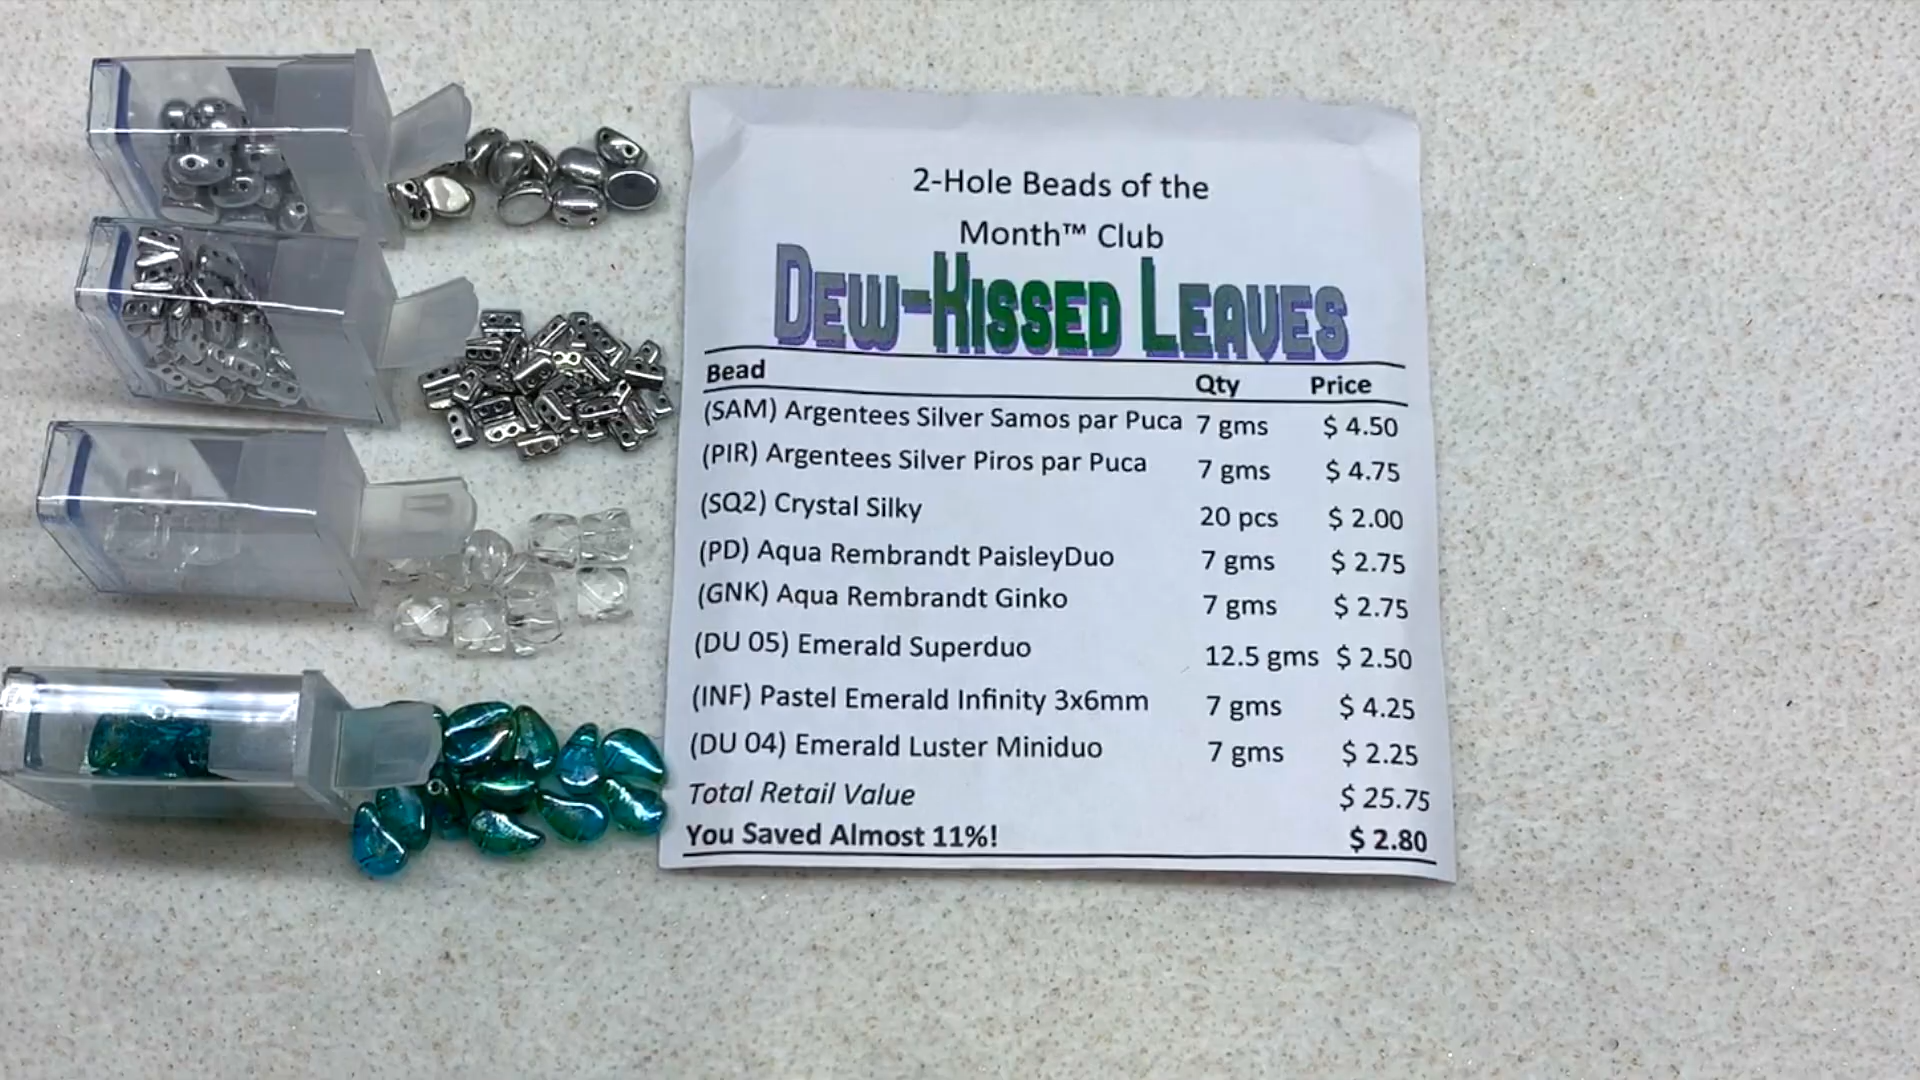 2-Hole Beads of the
Month™ Club
DEW-KISSED LEAVES
Bead Qty Price
(SAM) Argentees Silver Samos par Puca 7 gms $ 4.50
(PIR) Argentees Silver Piros par Puca 7 gms $ 4.75
(SQ2) Crystal Silky 20 pcs $ 2.00
(PD) Aqua Rembrandt PaisleyDuo 7 gms $ 2.75
(GNK) Aqua Rembrandt Ginko 7 gms $ 2.75
(DU 05) Emerald Superduo 12.5 gms $ 2.50
(INF) Pastel Emerald Infinity 3x6mm 7 gms $ 4.25
(DU 04) Emerald Luster Miniduo 7 gms $ 2.25
Total Retail Value $ 25.75
You Saved Almost 11%! $ 2.80